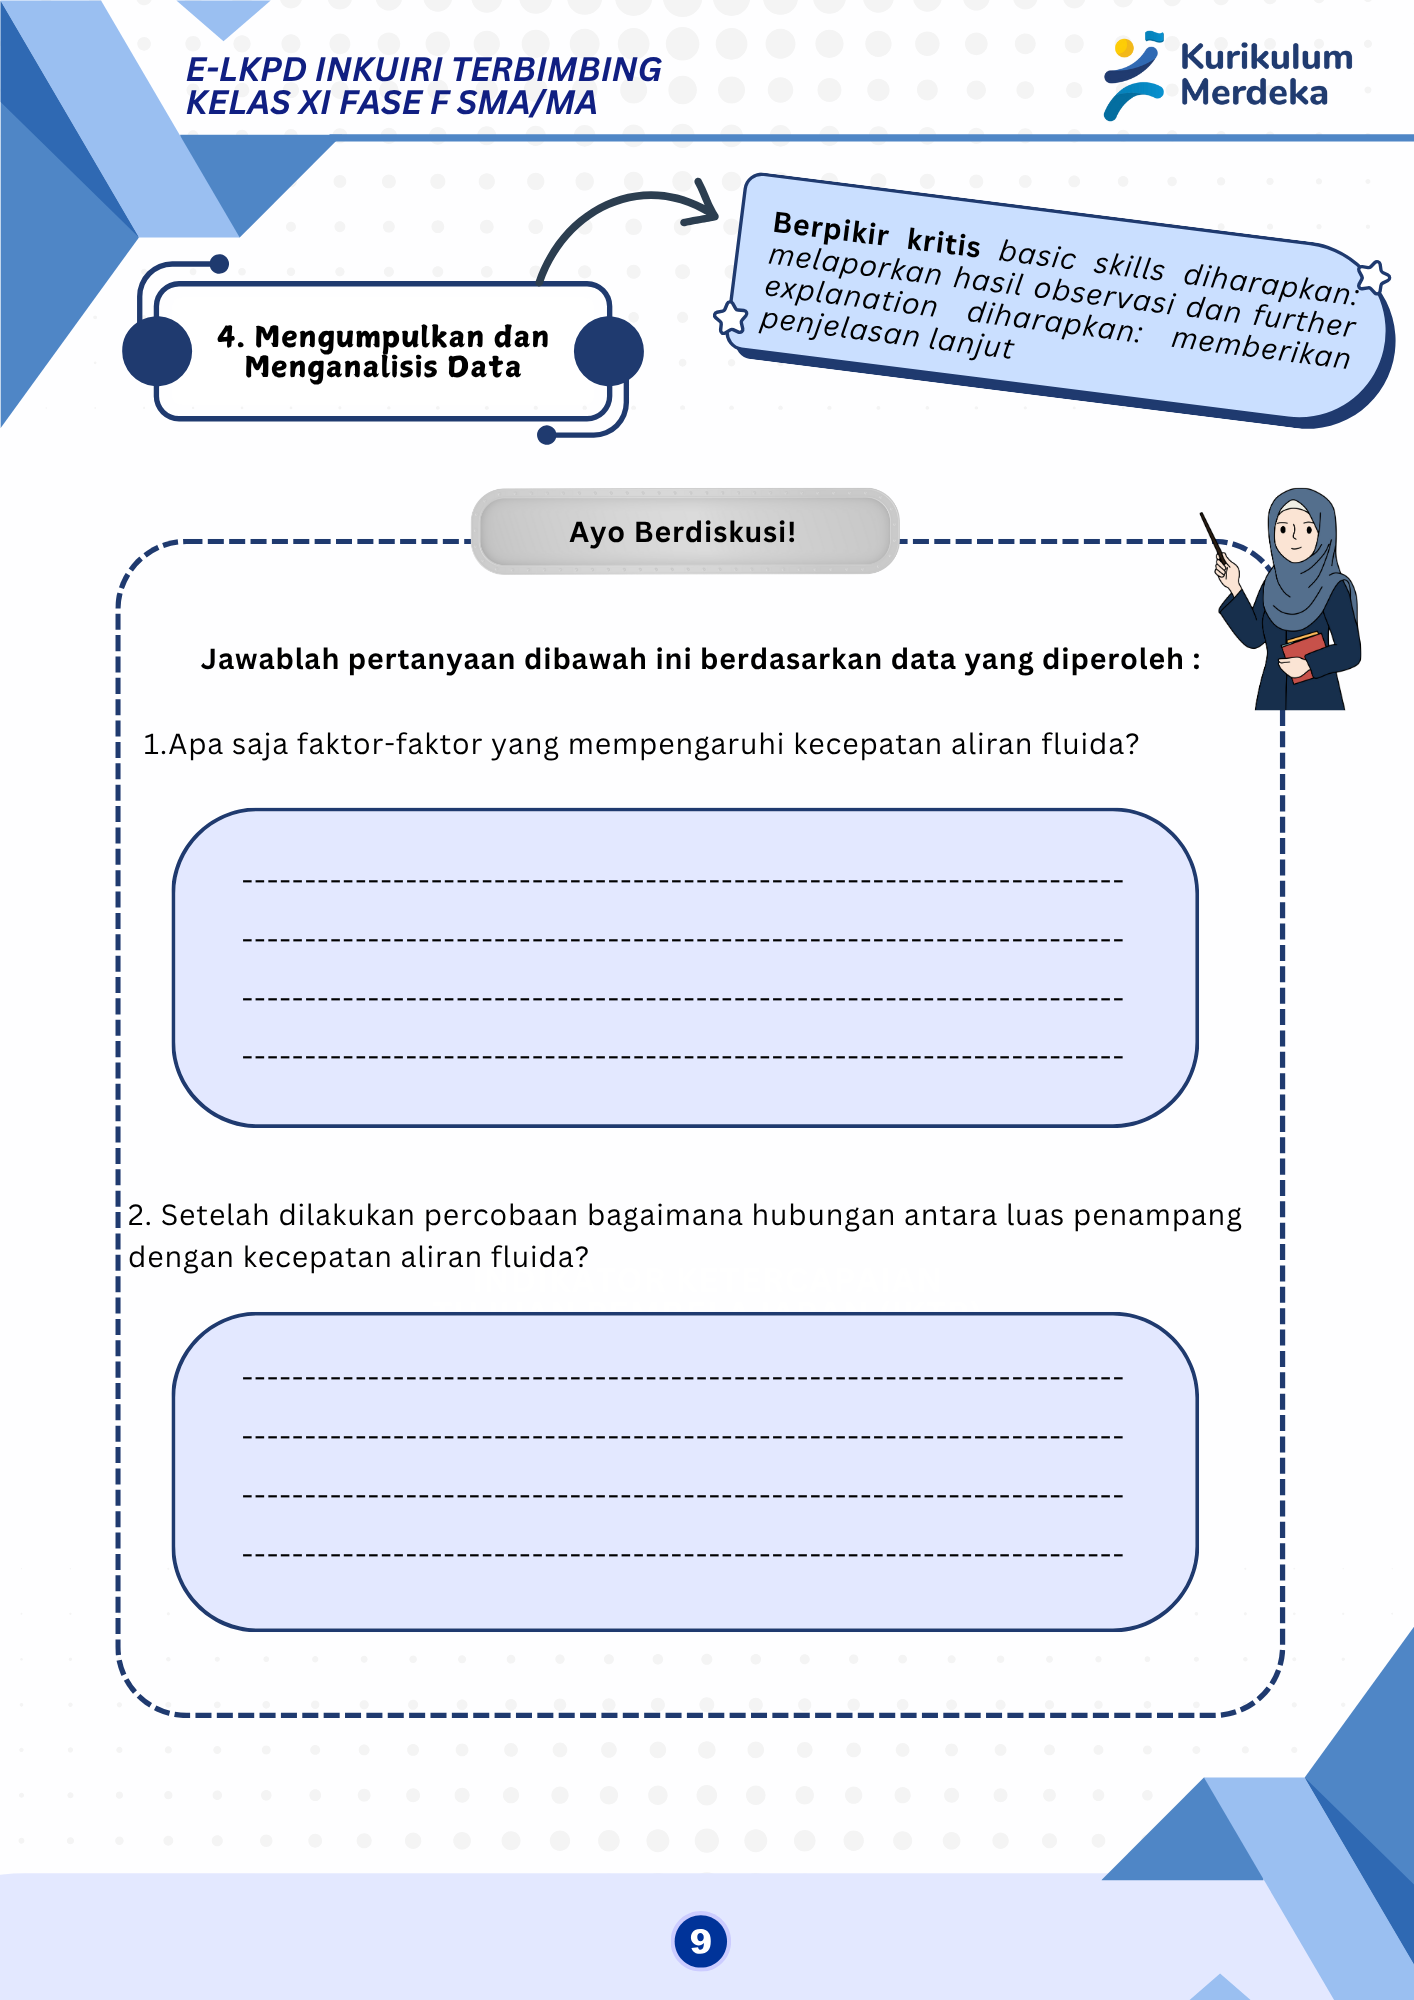 E-LKPD INKUIRI TERBIMBING
KELAS XI FASE F SMA/MA
Kurikulum
Merdeka
Berpikir kritis basic skills diharapkan:
melaporkan hasil observasi dan further
explanation diharapkan: memberikan
penjelasan lanjut
4. Mengumpulkan dan
Menganalisis Data
Ayo Berdiskusi!
Jawablah pertanyaan dibawah ini berdasarkan data yang diperoleh :
1.Apa saja faktor-faktor yang mempengaruhi kecepatan aliran fluida?
2. Setelah dilakukan percobaan bagaimana hubungan antara luas penampang
dengan kecepatan aliran fluida?
9